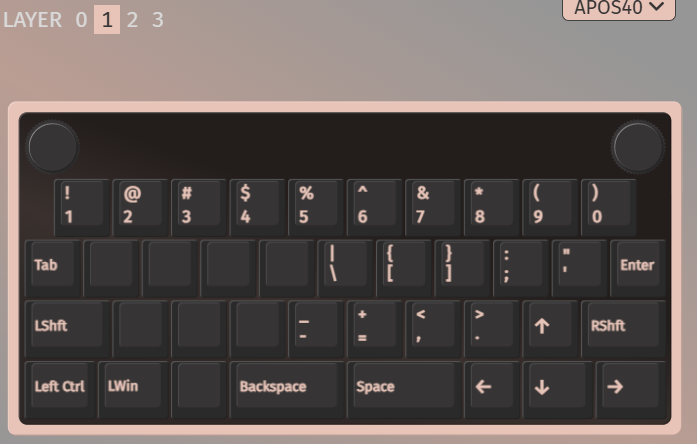 LAYER 0 1 2 3
APOS40
! @ # $ % ^ & * ( )
1 2 3 4 5 6 7 8 9 0
Tab | { } : " Enter
\ [ ] ; '
LShft _ + < > ↑ RShft
- = , .
Left Ctrl LWin Backspace Space ← ↓ →